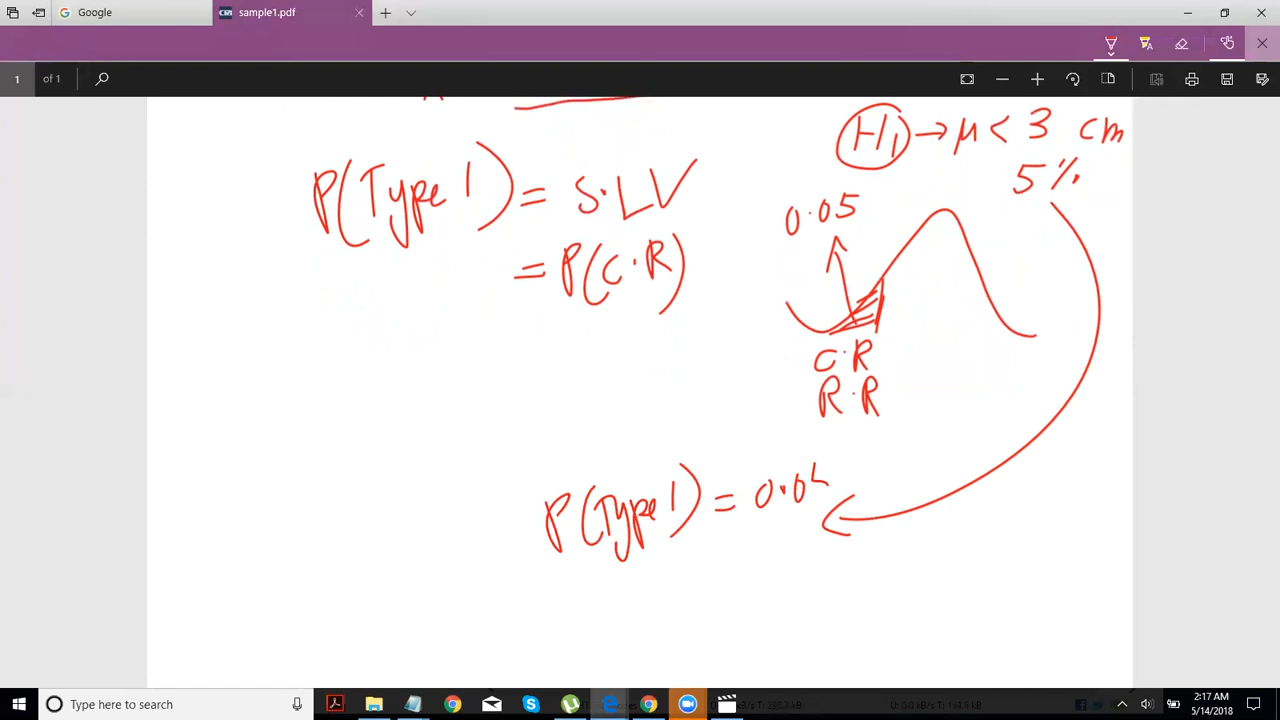 Google
sample1.pdf
1 of 1
H1 → μ < 3 cm
5%
P(Type 1) = S.LV
= P(C.R)
0.05
C.R
R.R
P(Type 1) = 0.0
Type here to search
2:17 AM
5/14/2018